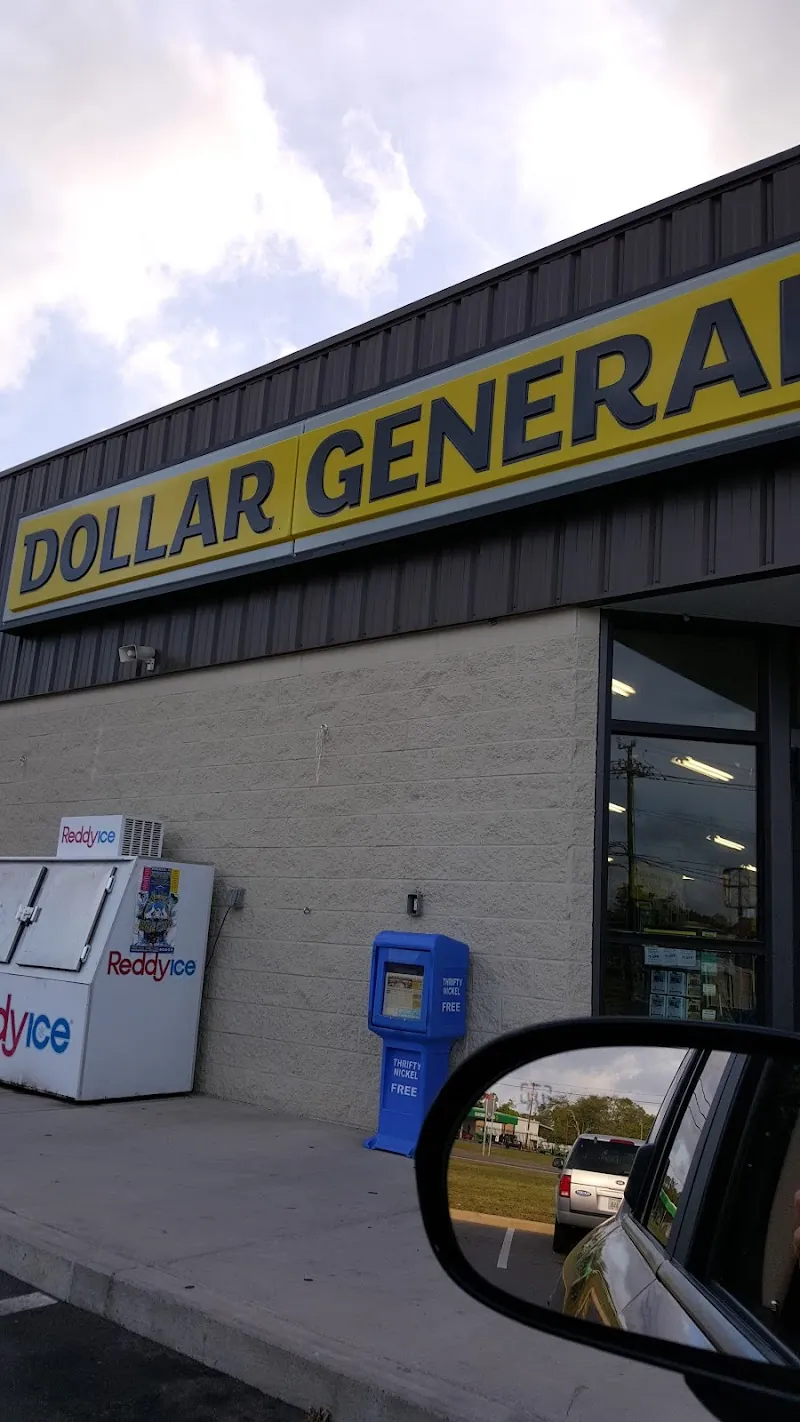 DOLLAR GENERAL
Reddyice
Reddyice
dyice
THRIFTY
NICKEL
FREE
THRIFTY
NICKEL
FREE